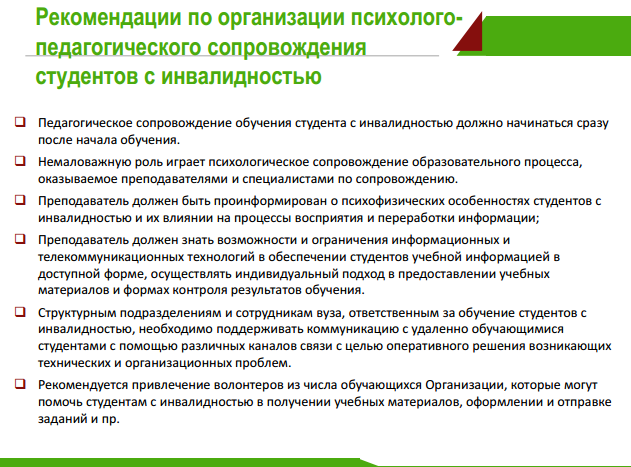 Рекомендации по организации психолого-
педагогического сопровождения
студентов с инвалидностью
Педагогическое сопровождение обучения студента с инвалидностью должно начинаться сразу
после начала обучения.
Немаловажную роль играет психологическое сопровождение образовательного процесса,
оказываемое преподавателями и специалистами по сопровождению.
Преподаватель должен быть проинформирован о психофизических особенностях студентов с
инвалидностью и их влиянии на процессы восприятия и переработки информации;
Преподаватель должен знать возможности и ограничения информационных и
телекоммуникационных технологий в обеспечении студентов учебной информацией в
доступной форме, осуществлять индивидуальный подход в предоставлении учебных
материалов и формах контроля результатов обучения.
Структурным подразделениям и сотрудникам вуза, ответственным за обучение студентов с
инвалидностью, необходимо поддерживать коммуникацию с удаленно обучающимися
студентами с помощью различных каналов связи с целью оперативного решения возникающих
технических и организационных проблем.
Рекомендуется привлечение волонтеров из числа обучающихся Организации, которые могут
помочь студентам с инвалидностью в получении учебных материалов, оформлении и отправке
заданий и пр.